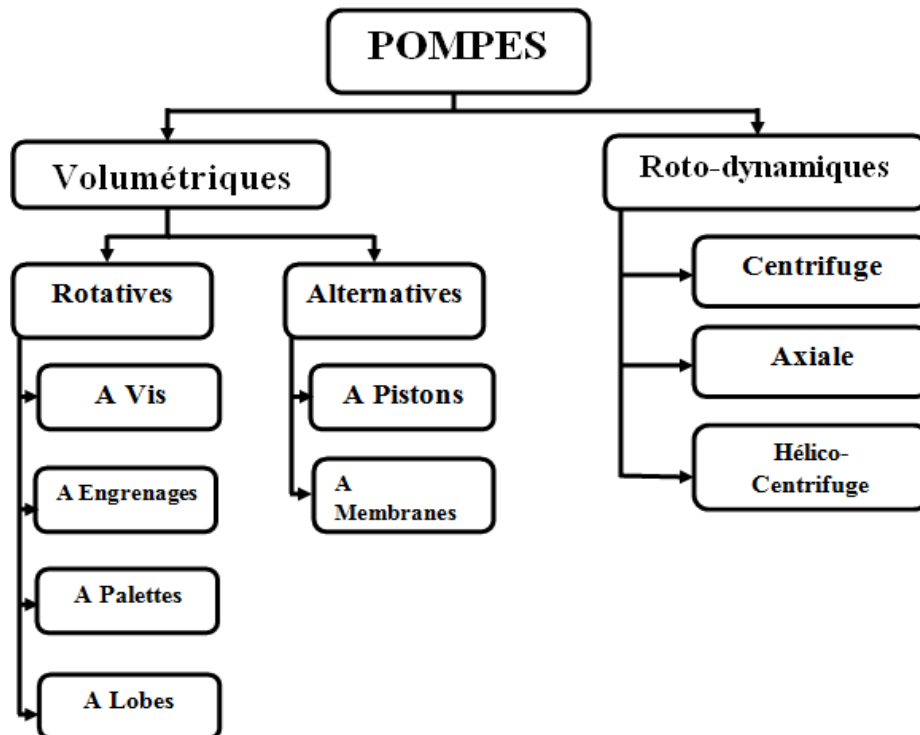 POMPES
Volumétriques
Roto-dynamiques
Rotatives
Alternatives
Centrifuge
Axiale
Hélico-
Centrifuge
A Vis
A Engrenages
A Palettes
A Lobes
A Pistons
A
Membranes